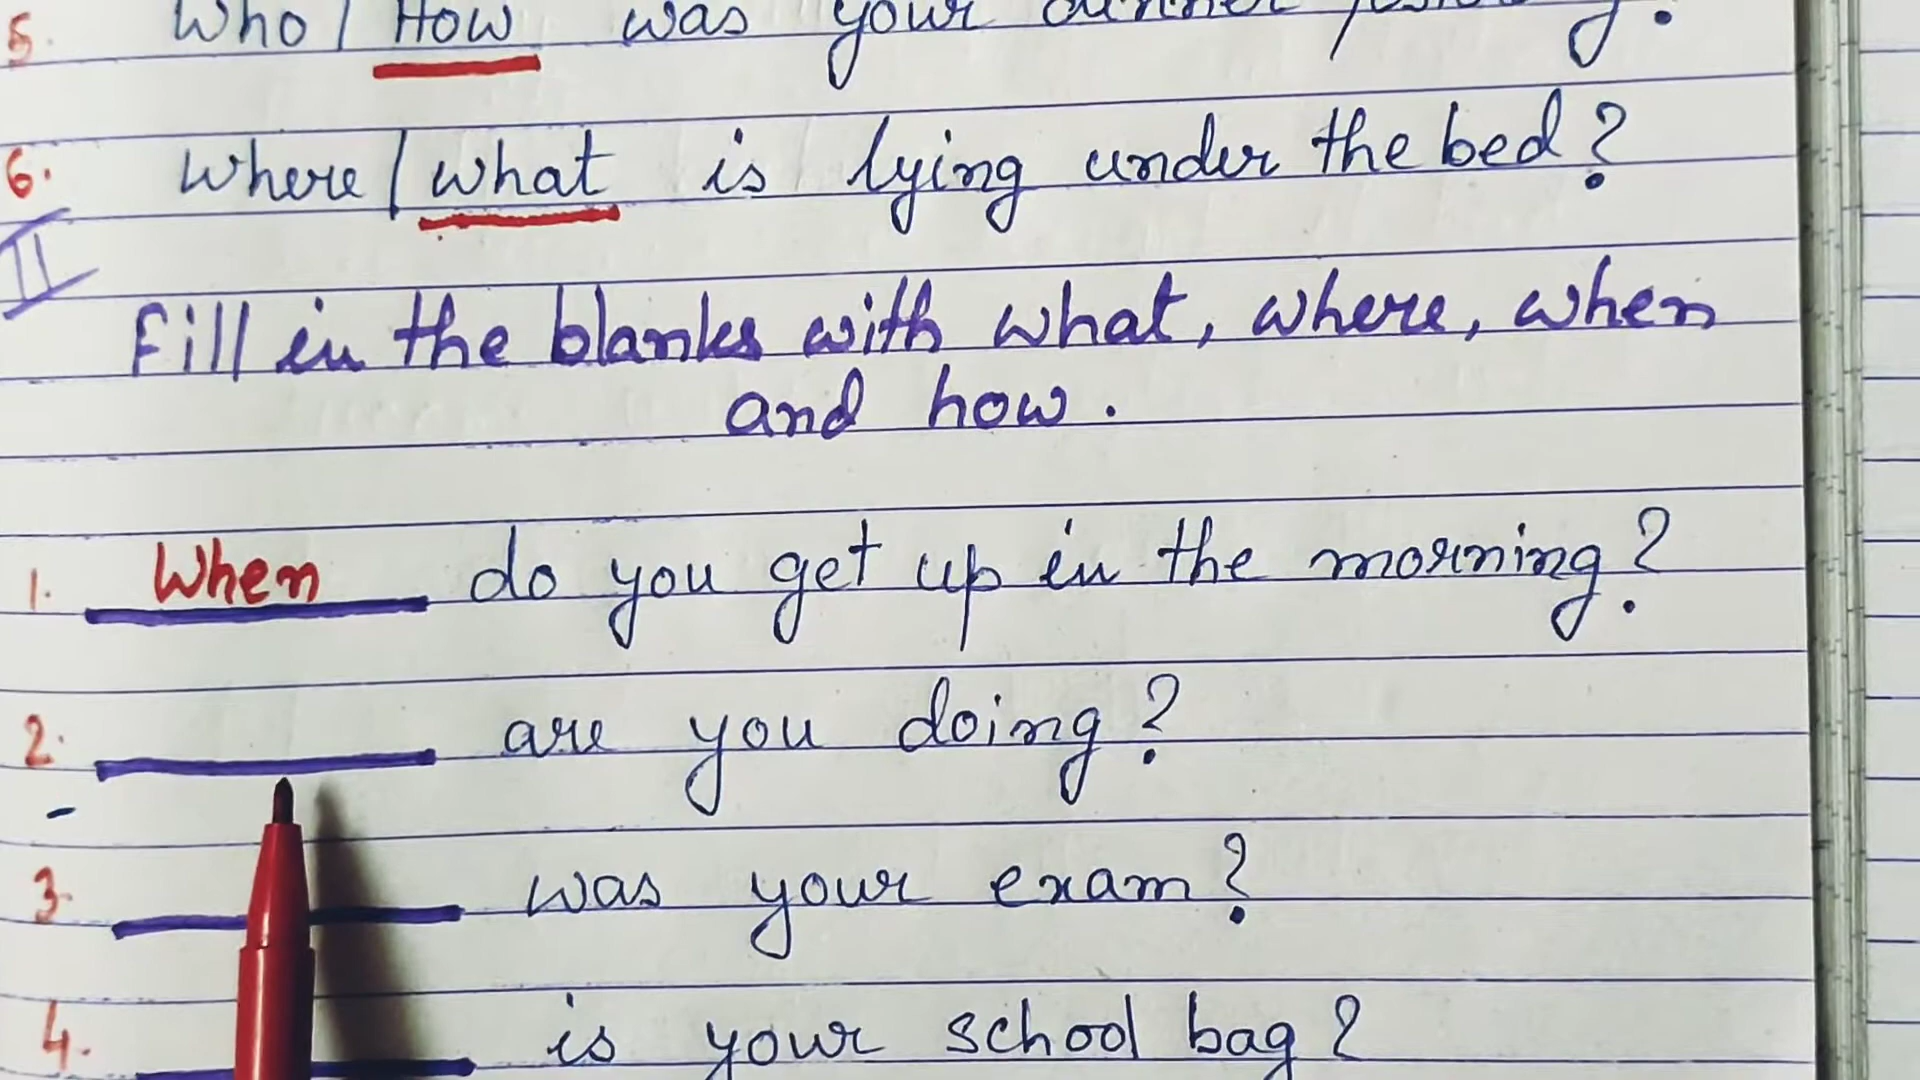 5. Who / How was your dinner
6. Where / what is lying under the bed?
II
Fill in the blanks with what, where, when
and how.
1. When do you get up in the morning?
2. are you doing?
3. was your exam?
4. is your school bag?